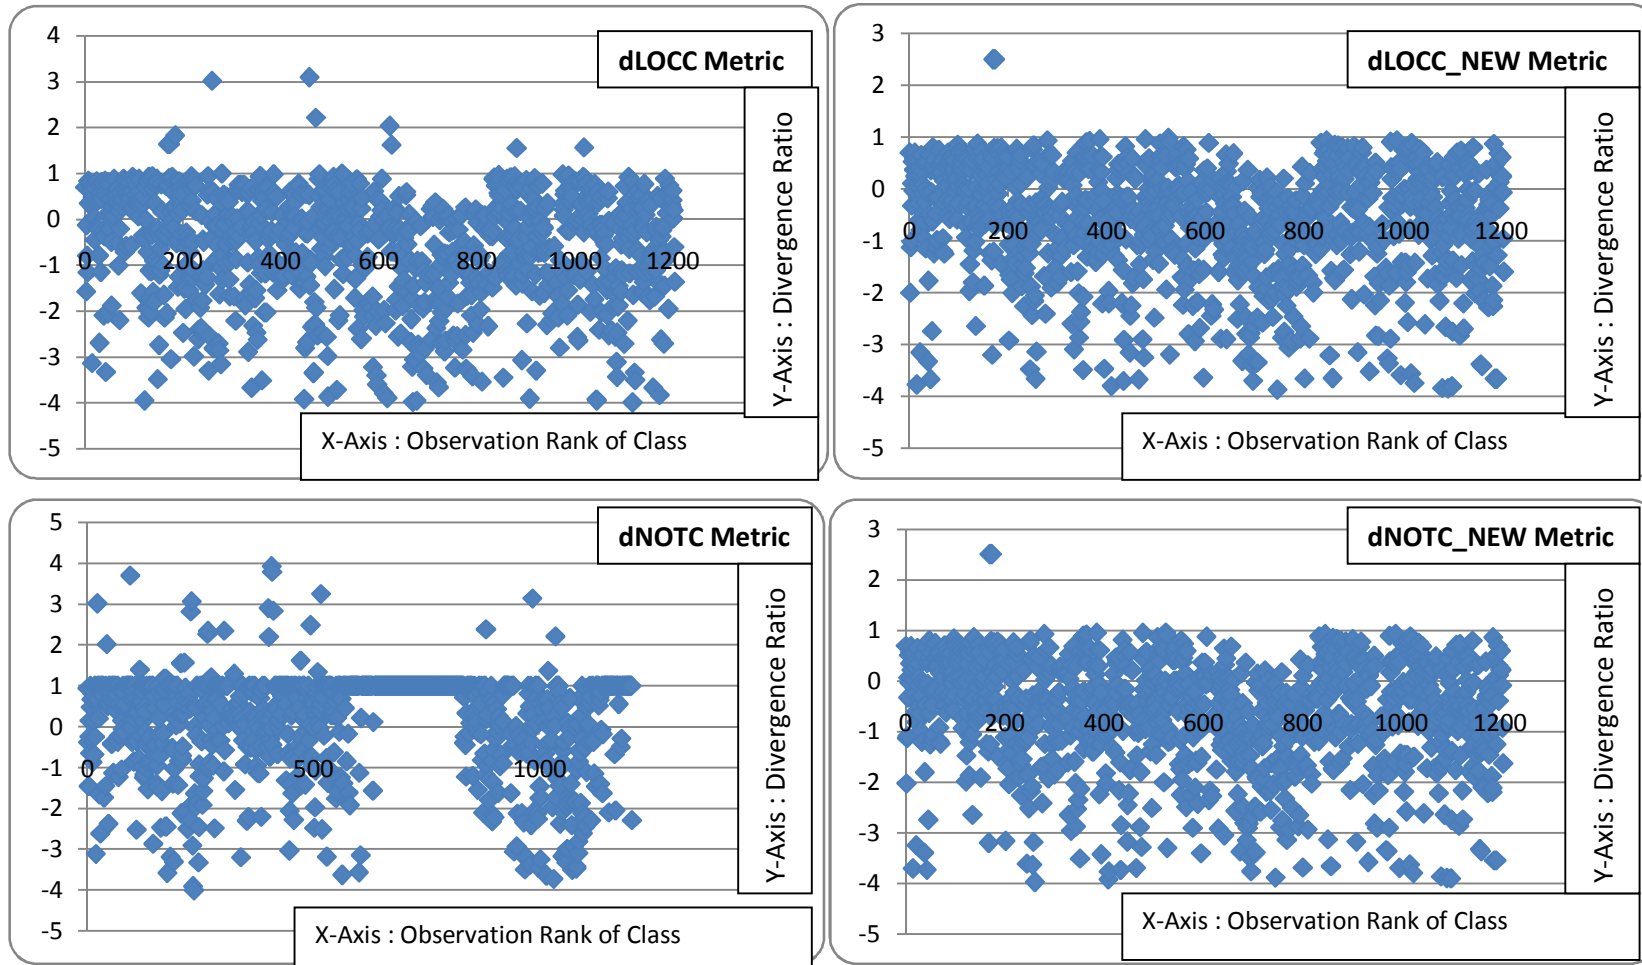 dLOCC Metric
4
3
2
1
0
-1
-2
-3
-4
-5
0 200 400 600 800 1000 1200
Y-Axis : Divergence Ratio
X-Axis : Observation Rank of Class
dLOCC_NEW Metric
3
2
1
0
-1
-2
-3
-4
-5
0 200 400 600 800 1000 1200
Y-Axis : Divergence Ratio
X-Axis : Observation Rank of Class
dNOTC Metric
5
4
3
2
1
0
-1
-2
-3
-4
-5
0 500 1000
Y-Axis : Divergence Ratio
X-Axis : Observation Rank of Class
dNOTC_NEW Metric
3
2
1
0
-1
-2
-3
-4
-5
0 200 400 600 800 1000 1200
Y-Axis : Divergence Ratio
X-Axis : Observation Rank of Class